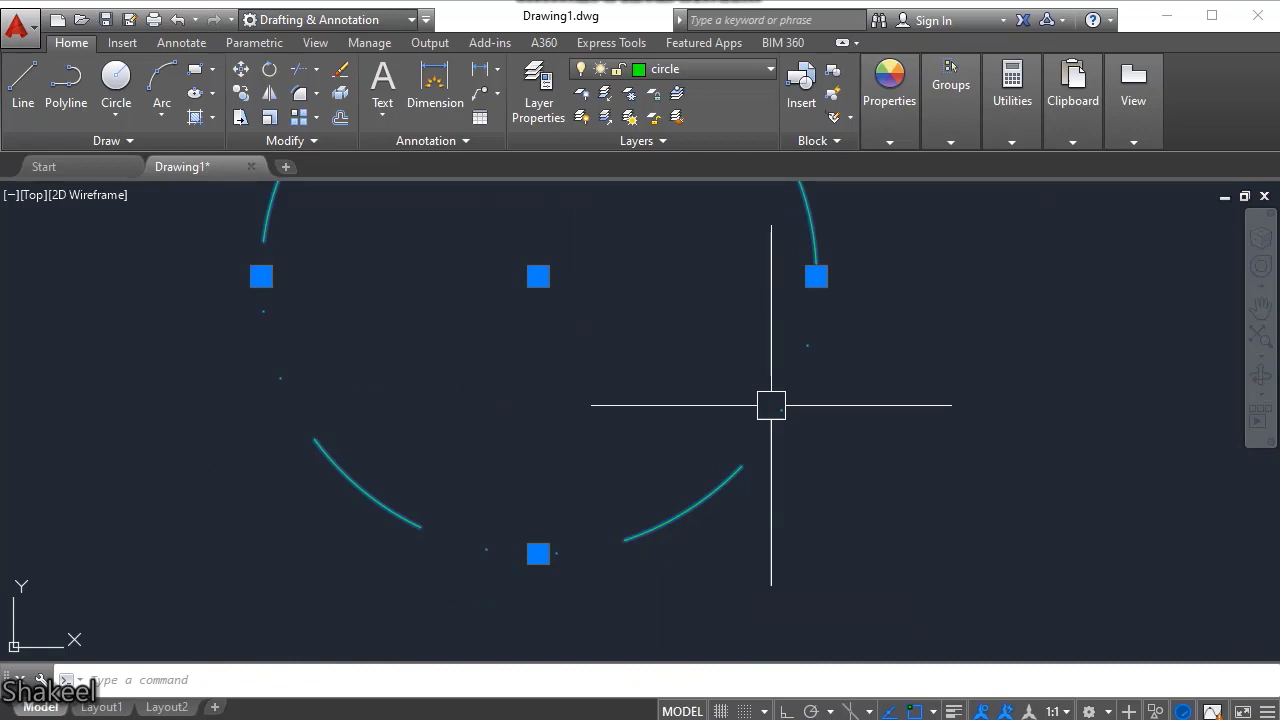 Drafting & Annotation
Drawing1.dwg
Type a keyword or phrase
Sign In
Home
Insert
Annotate
Parametric
View
Manage
Output
Add-ins
A360
Express Tools
Featured Apps
BIM 360
Line
Polyline
Circle
Arc
Draw
Modify
Text
Dimension
Annotation
Layer
Properties
circle
Layers
Insert
Block
Properties
Groups
Utilities
Clipboard
View
Start
Drawing1*
[−][Top][2D Wireframe]
Y
X
Type a command
Shakeel
Model
Layout1
Layout2
MODEL
1:1